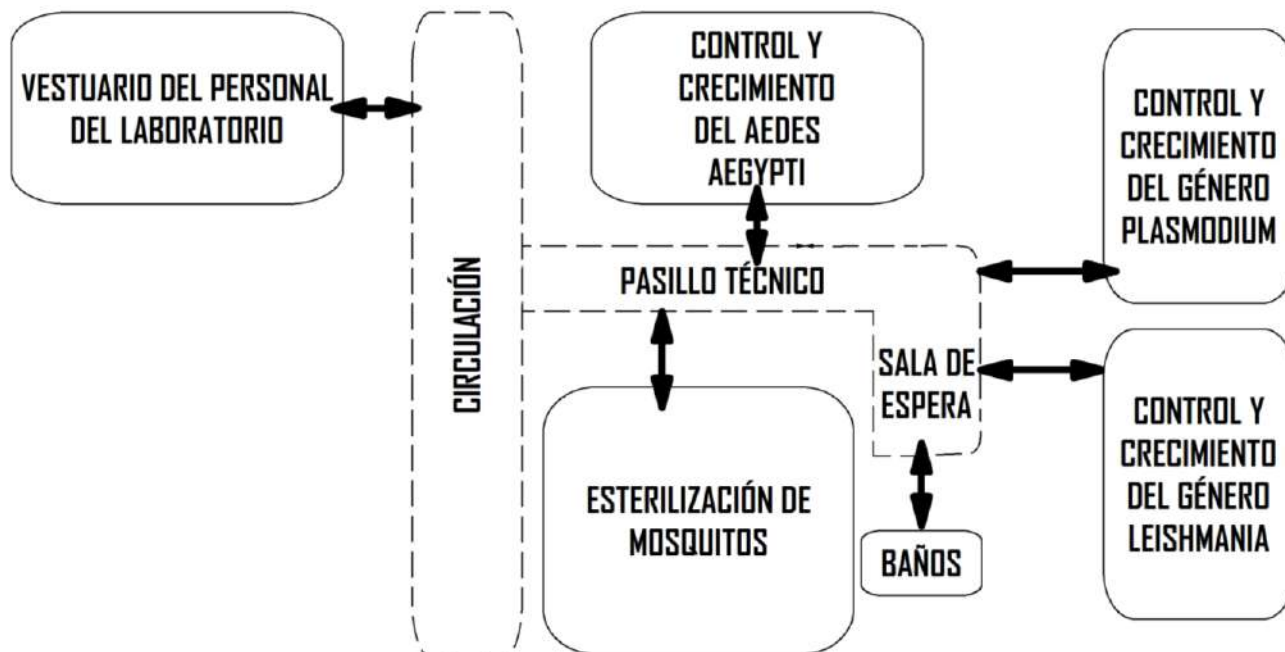 VESTUARIO DEL PERSONAL
DEL LABORATORIO
CIRCULACIÓN
CONTROL Y
CRECIMIENTO
DEL AEDES
AEGYPTI
PASILLO TÉCNICO
SALA DE
ESPERA
ESTERILIZACIÓN DE
MOSQUITOS
BAÑOS
CONTROL Y
CRECIMIENTO
DEL GÉNERO
PLASMODIUM
CONTROL Y
CRECIMIENTO
DEL GÉNERO
LEISHMANIA